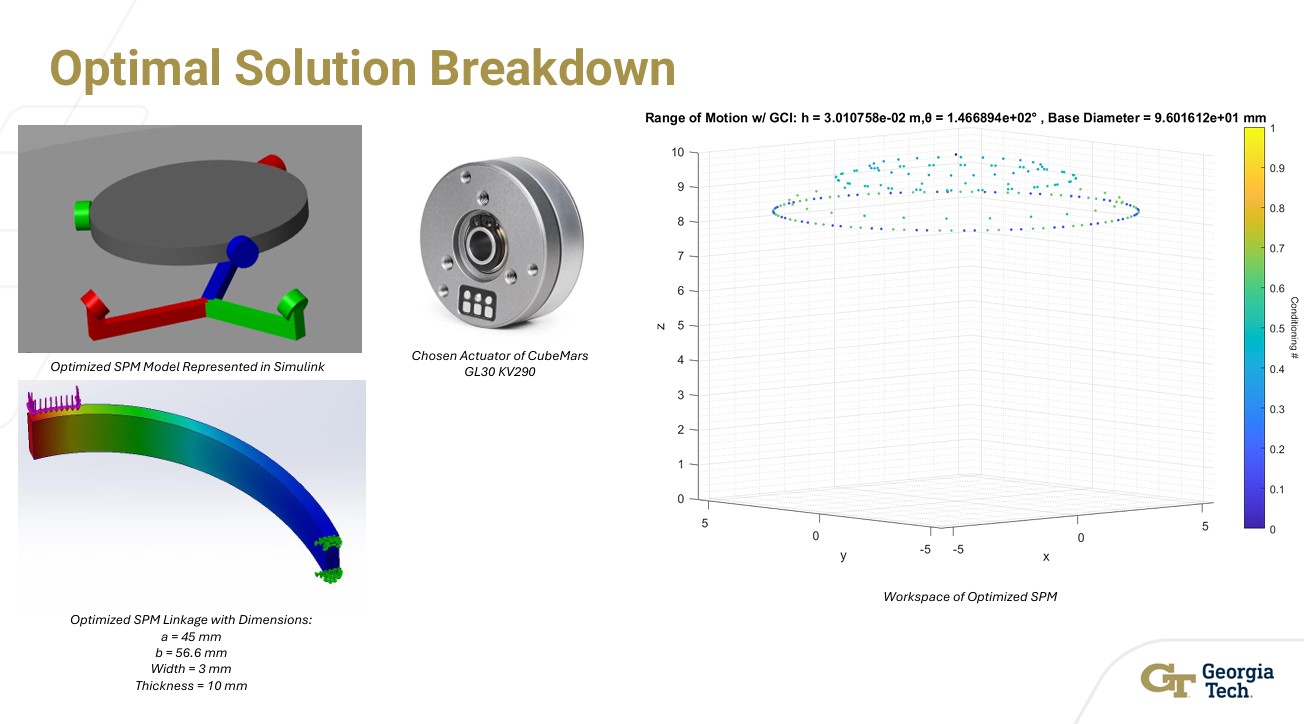 Optimal Solution Breakdown
Optimized SPM Model Represented in Simulink
Chosen Actuator of CubeMars
GL30 KV290
Optimized SPM Linkage with Dimensions:
a = 45 mm
b = 56.6 mm
Width = 3 mm
Thickness = 10 mm
Range of Motion w/ GCI: h = 3.010758e-02 m,θ = 1.466894e+02° , Base Diameter = 9.601612e+01 mm
10
9
8
7
6
5
4
3
2
1
0
z
5
0
-5
y
-5
0
5
x
1
0.9
0.8
0.7
0.6
0.5
0.4
0.3
0.2
0.1
0
Conditioning #
Workspace of Optimized SPM
GT Georgia
Tech.